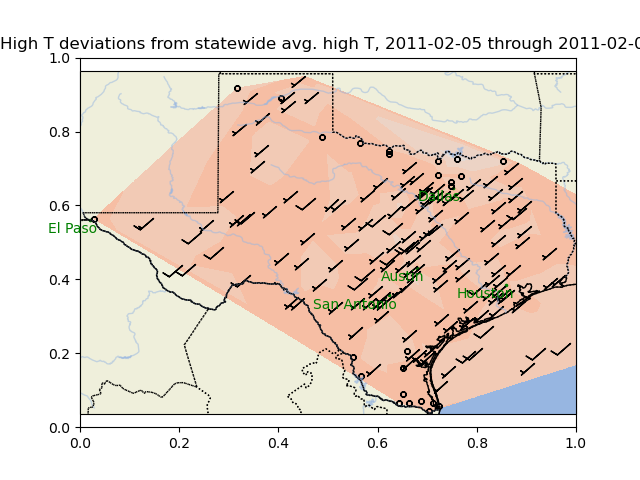 High T deviations from statewide avg. high T, 2011-02-05 through 2011-02-0
1.0
0.8
0.6
0.4
0.2
0.0
Dallas
El Paso
Austin
San Antonio
Houston
0.0 0.2 0.4 0.6 0.8 1.0